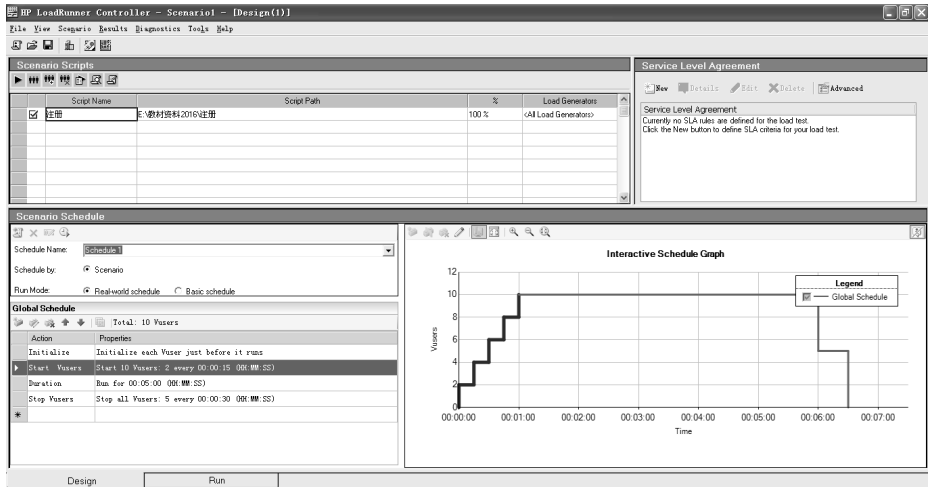 HP LoadRunner Controller - Scenario1 - [Design(1)]
File View Scenario Results Diagnostics Tools Help
Scenario Scripts
Script Name Script Path % Load Generators
注册 E:\教材资料2016\注册 100 % <All Load Generators>
Service Level Agreement
New Details Edit Delete Advanced
Service Level Agreement
Currently no SLA rules are defined for the load test.
Click the New button to define SLA criteria for your load test.
Scenario Schedule
Schedule Name: Schedule 1
Schedule by: Scenario
Run Mode: Real-world schedule Basic schedule
Global Schedule
Total: 10 Vusers
Action Properties
Initialize Initialize each Vuser just before it runs
Start Vusers Start 10 Vusers: 2 every 00:00:15 (HH:MM:SS)
Duration Run for 00:05:00 (HH:MM:SS)
Stop Vusers Stop all Vusers: 5 every 00:00:30 (HH:MM:SS)
Interactive Schedule Graph
Legend
Global Schedule
Vusers
12
10
8
6
4
2
0
00:00:00 00:01:00 00:02:00 00:03:00 00:04:00 00:05:00 00:06:00 00:07:00
Time
Design Run